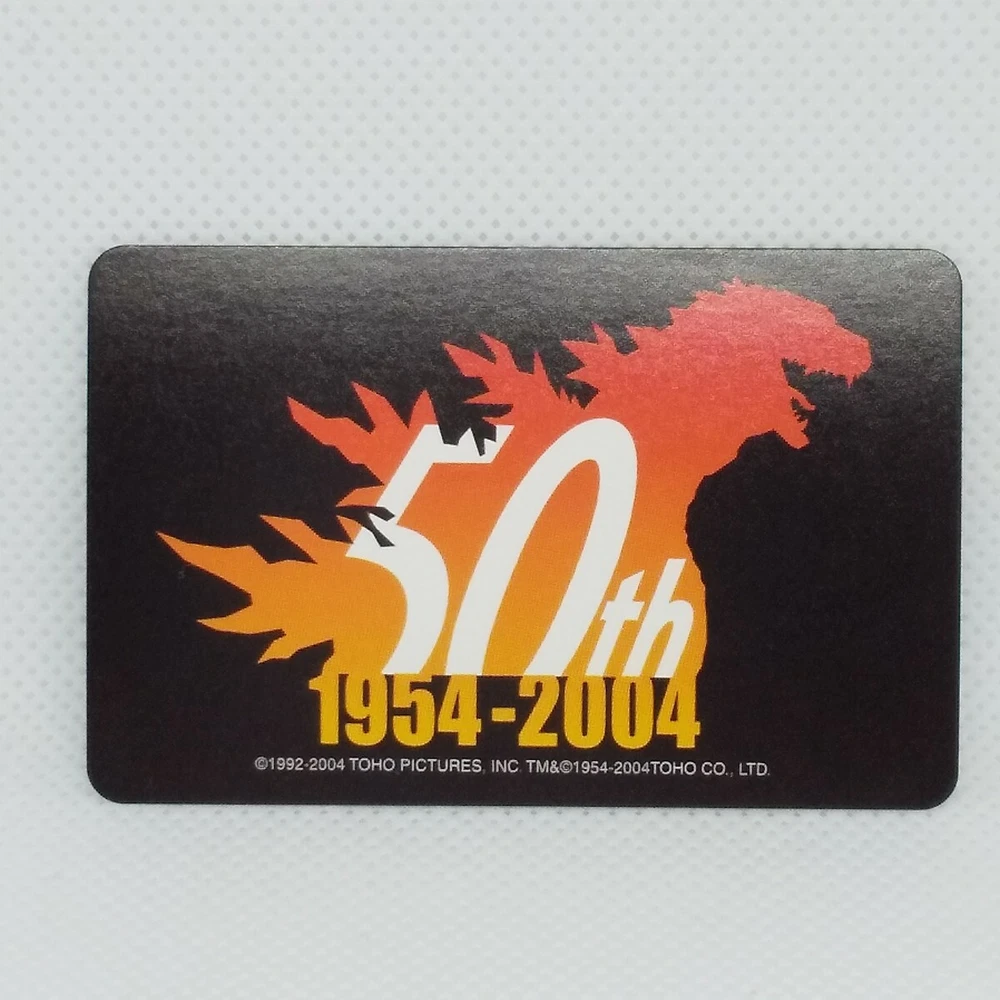 50th
1954-2004
©1992-2004 TOHO PICTURES, INC. TM&©1954-2004TOHO CO., LTD.